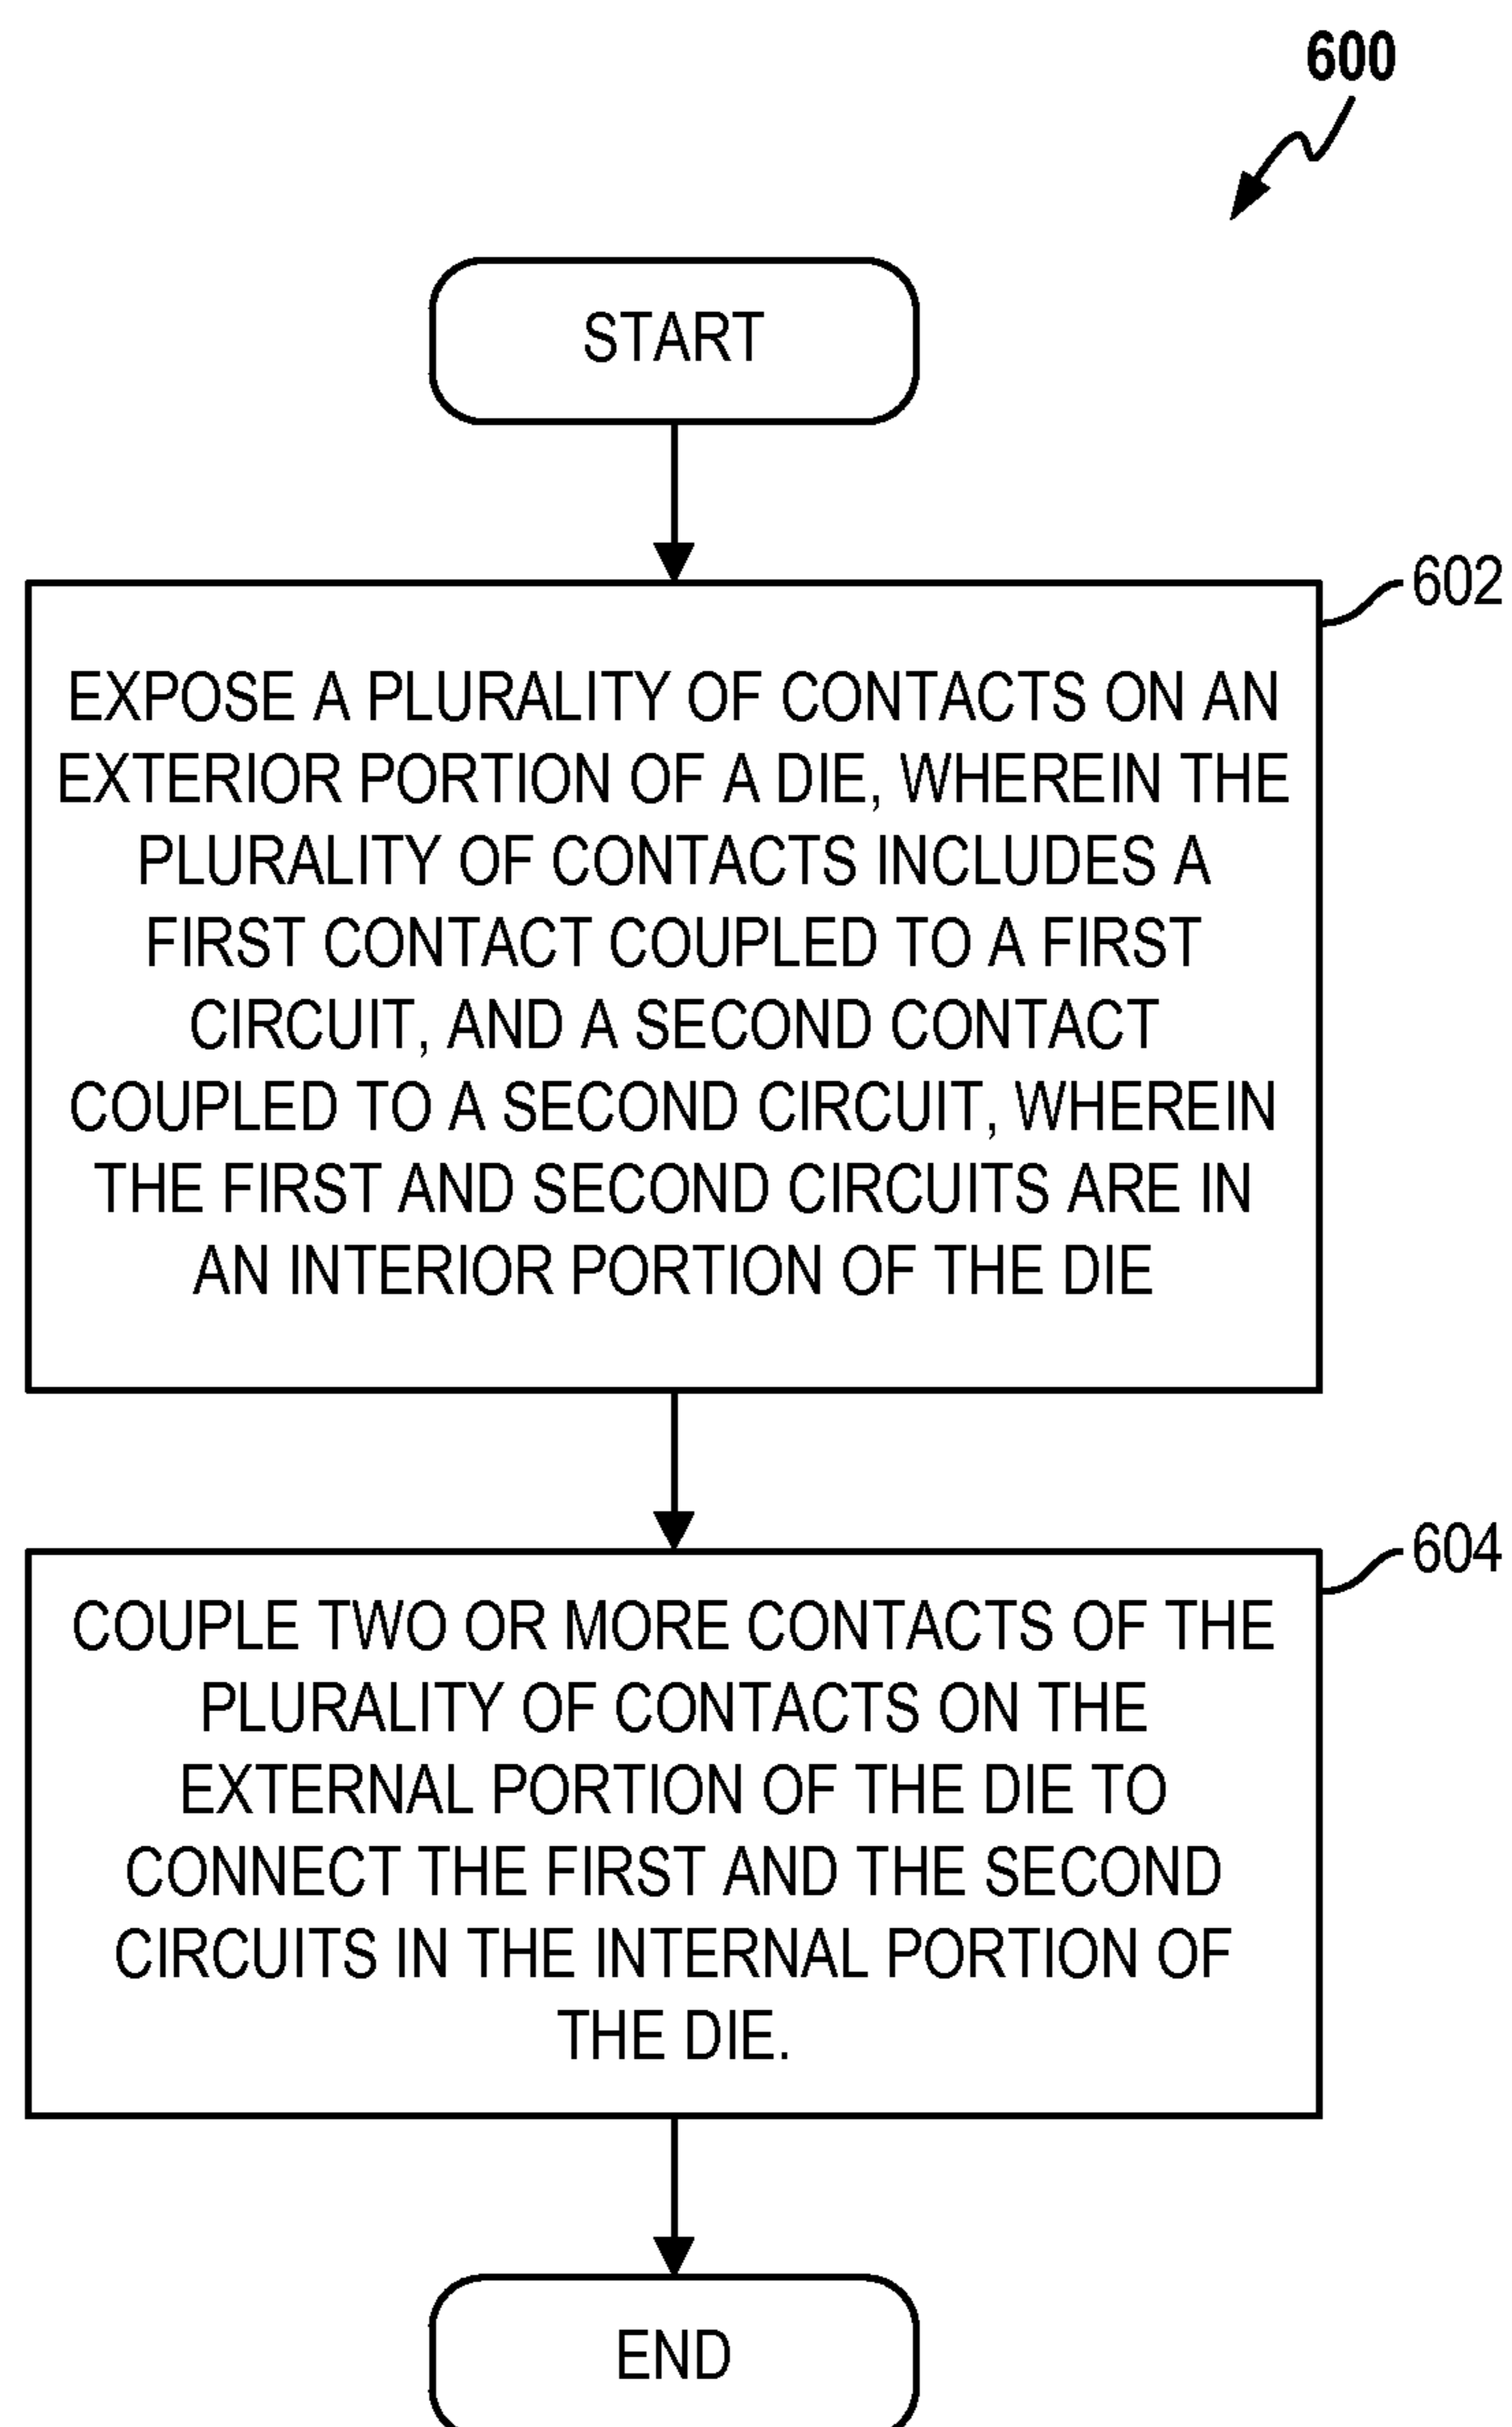 600
START
602
EXPOSE A PLURALITY OF CONTACTS ON AN
EXTERIOR PORTION OF A DIE, WHEREIN THE
PLURALITY OF CONTACTS INCLUDES A
FIRST CONTACT COUPLED TO A FIRST
CIRCUIT, AND A SECOND CONTACT
COUPLED TO A SECOND CIRCUIT, WHEREIN
THE FIRST AND SECOND CIRCUITS ARE IN
AN INTERIOR PORTION OF THE DIE
604
COUPLE TWO OR MORE CONTACTS OF THE
PLURALITY OF CONTACTS ON THE
EXTERNAL PORTION OF THE DIE TO
CONNECT THE FIRST AND THE SECOND
CIRCUITS IN THE INTERNAL PORTION OF
THE DIE.
END